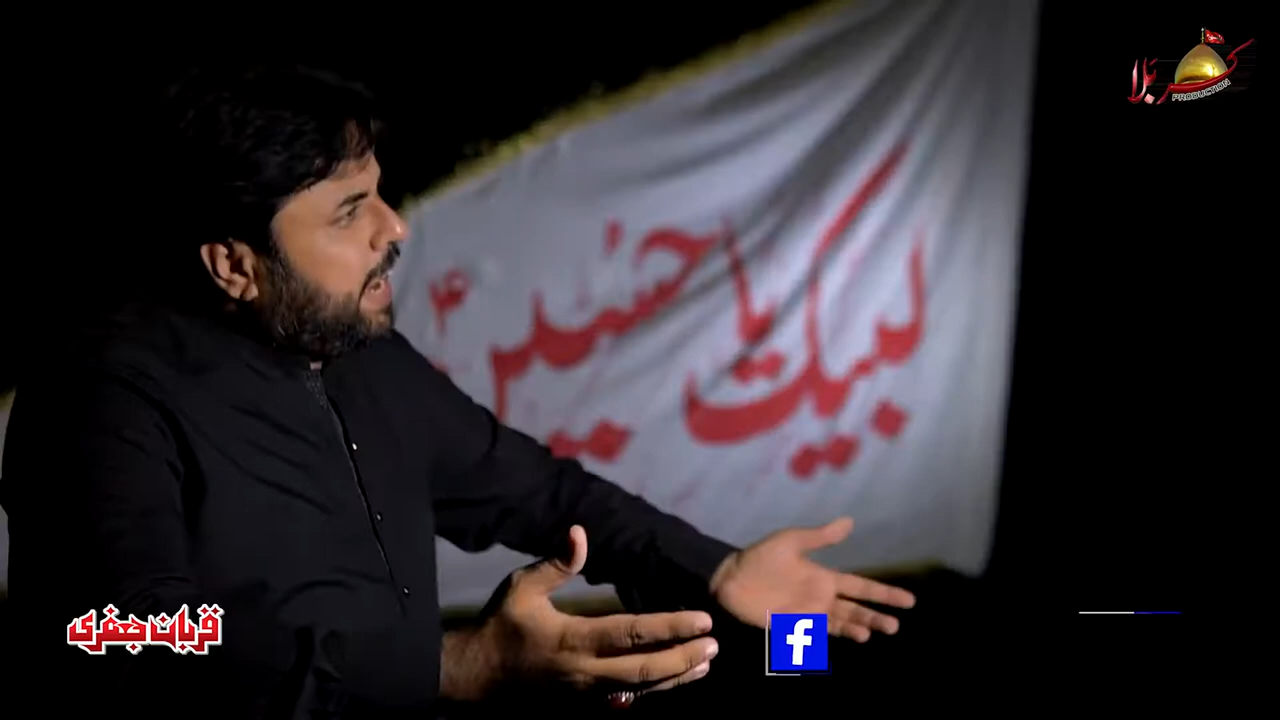 کربلا
PRODUCTION
لبیک یا حسین ؑ
قربان جعفری
f